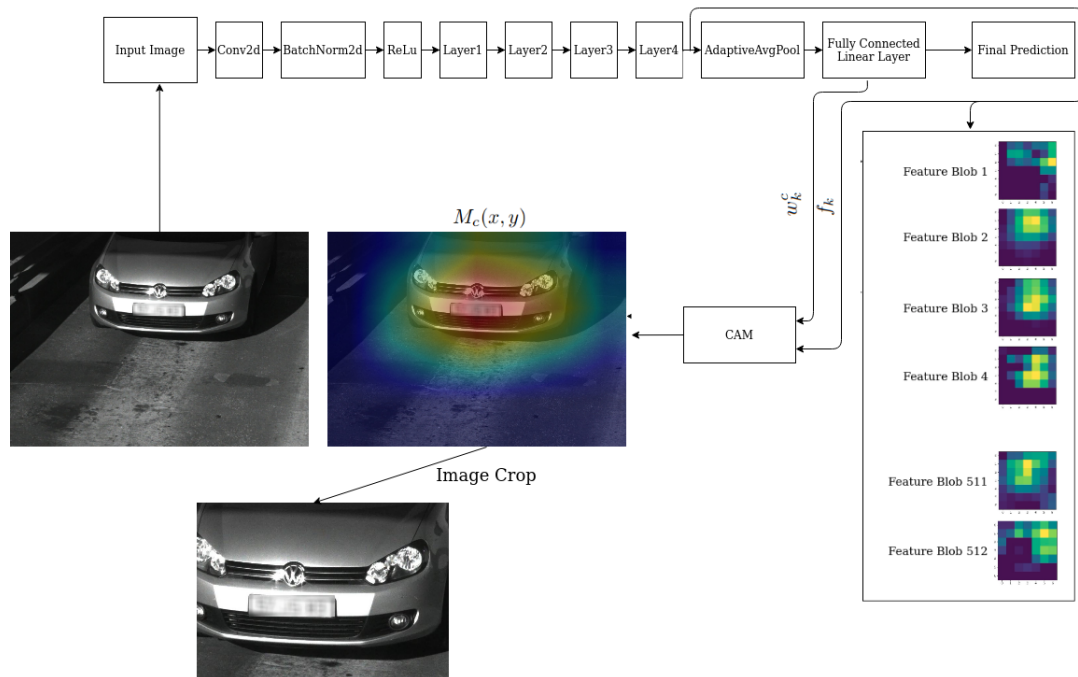 Input Image
Conv2d
BatchNorm2d
ReLu
Layer1
Layer2
Layer3
Layer4
AdaptiveAvgPool
Fully Connected
Linear Layer
Final Prediction
Feature Blob 1
Feature Blob 2
Feature Blob 3
Feature Blob 4
Feature Blob 511
Feature Blob 512
w_k^c
f_k
M_c(x, y)
CAM
Image Crop